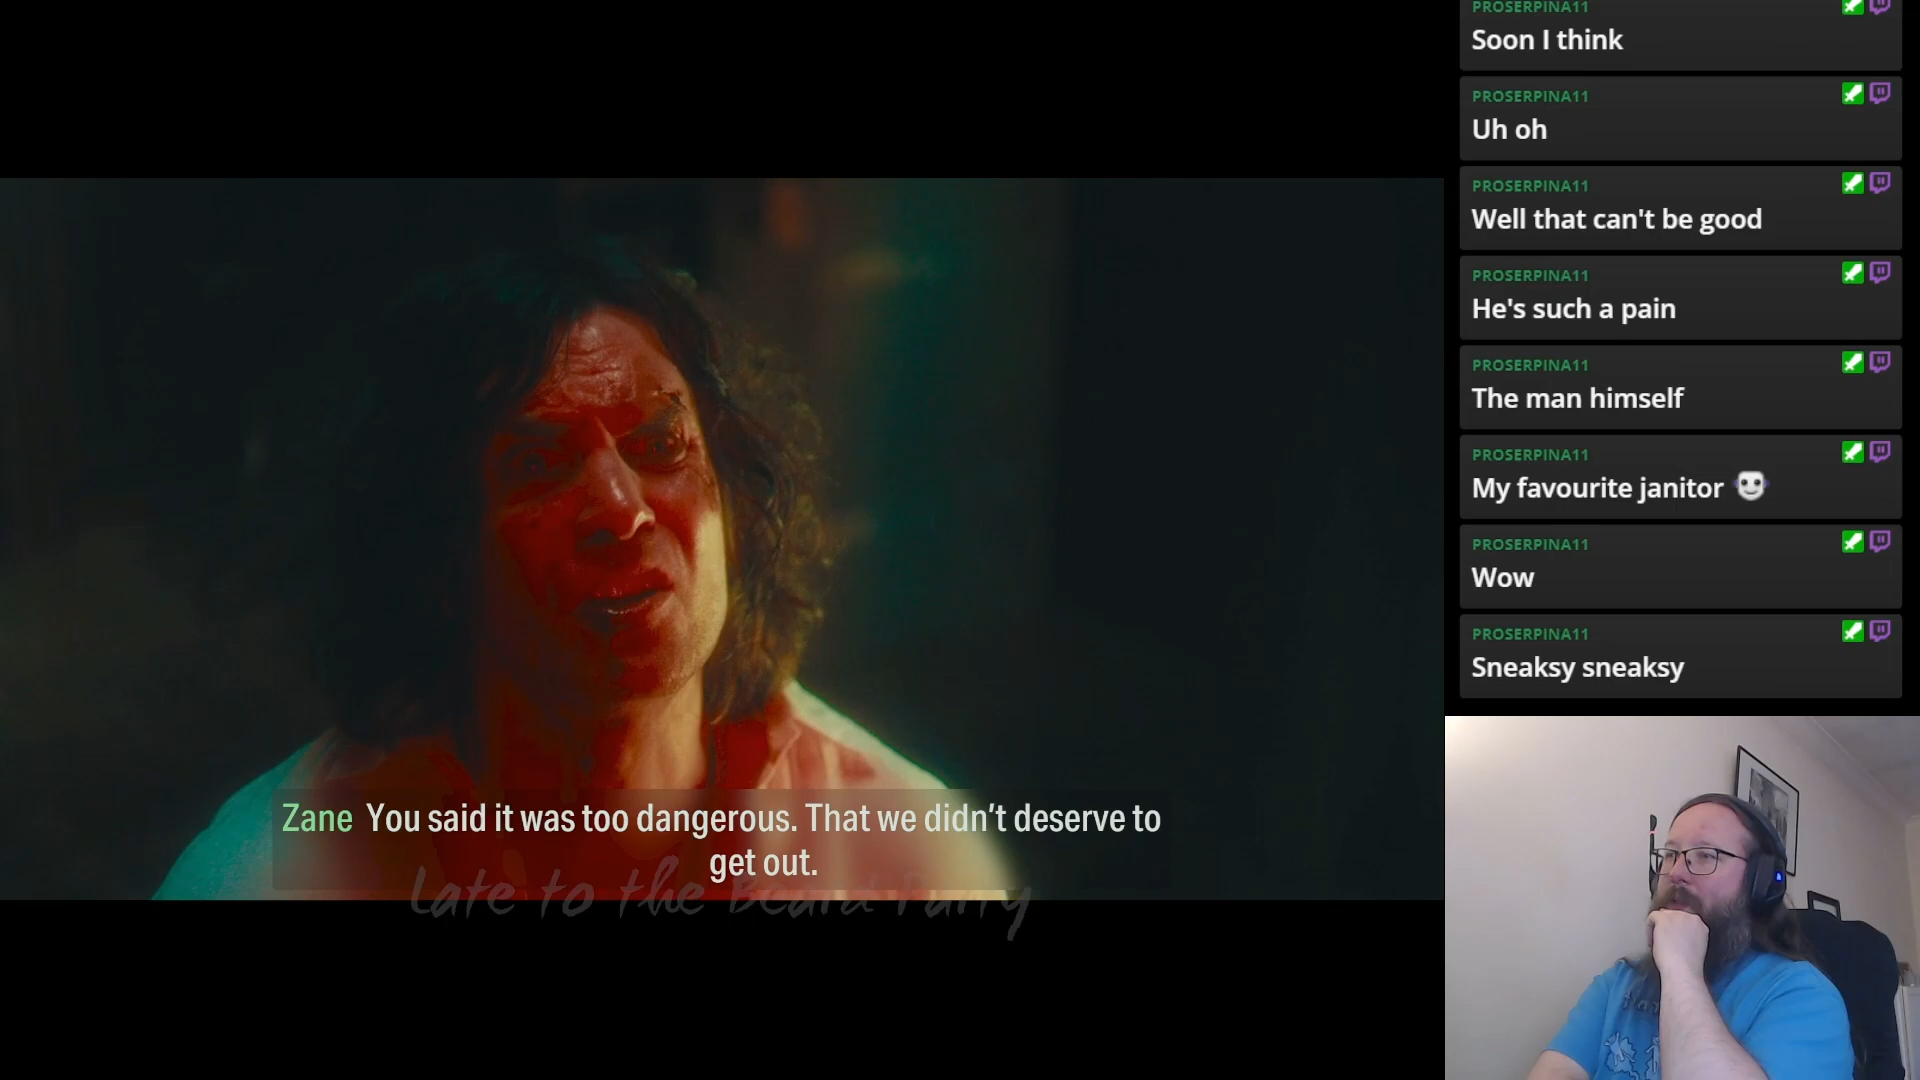 PROSERPINA11
Soon I think
PROSERPINA11
Uh oh
PROSERPINA11
Well that can't be good
PROSERPINA11
He's such a pain
PROSERPINA11
The man himself
PROSERPINA11
My favourite janitor
PROSERPINA11
Wow
PROSERPINA11
Sneaksy sneaksy
Zane You said it was too dangerous. That we didn't deserve to
get out.
Late to the Beard Party